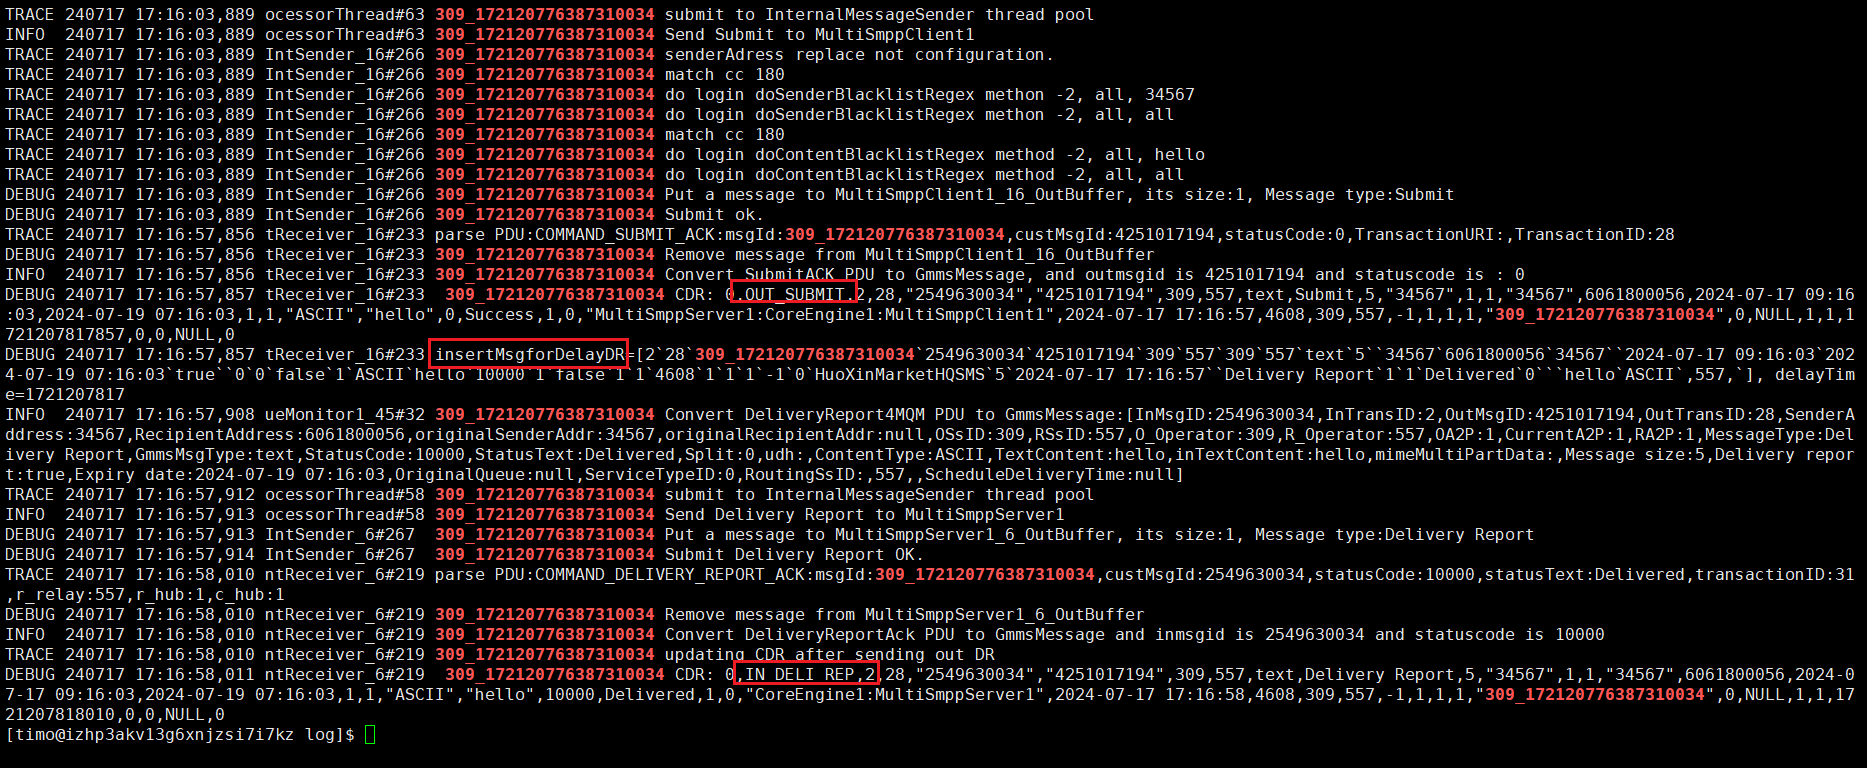 TRACE 240717 17:16:03,889 ocessorThread#63 309_172120776387310034 submit to InternalMessageSender thread pool
INFO  240717 17:16:03,889 ocessorThread#63 309_172120776387310034 Send Submit to MultiSmppClient1
TRACE 240717 17:16:03,889 IntSender_16#266 309_172120776387310034 senderAdress replace not configuration.
TRACE 240717 17:16:03,889 IntSender_16#266 309_172120776387310034 match cc 180
TRACE 240717 17:16:03,889 IntSender_16#266 309_172120776387310034 do login doSenderBlacklistRegex methon -2, all, 34567
TRACE 240717 17:16:03,889 IntSender_16#266 309_172120776387310034 do login doSenderBlacklistRegex methon -2, all, all
TRACE 240717 17:16:03,889 IntSender_16#266 309_172120776387310034 match cc 180
TRACE 240717 17:16:03,889 IntSender_16#266 309_172120776387310034 do login doContentBlacklistRegex method -2, all, hello
TRACE 240717 17:16:03,889 IntSender_16#266 309_172120776387310034 do login doContentBlacklistRegex method -2, all, all
DEBUG 240717 17:16:03,889 IntSender_16#266 309_172120776387310034 Put a message to MultiSmppClient1_16_OutBuffer, its size:1, Message type:Submit
DEBUG 240717 17:16:03,889 IntSender_16#266 309_172120776387310034 Submit ok.
TRACE 240717 17:16:57,856 tReceiver_16#233 parse PDU:COMMAND_SUBMIT_ACK:msgId:309_172120776387310034,custMsgId:4251017194,statusCode:0,TransactionURI:,TransactionID:28
DEBUG 240717 17:16:57,856 tReceiver_16#233 309_172120776387310034 Remove message from MultiSmppClient1_16_OutBuffer
INFO  240717 17:16:57,856 tReceiver_16#233 309_172120776387310034 Convert SubmitACK PDU to GmmsMessage, and outmsgid is 4251017194 and statuscode is : 0
DEBUG 240717 17:16:57,857 tReceiver_16#233  309_172120776387310034 CDR: 0,OUT_SUBMIT,2,28,"2549630034","4251017194",309,557,text,Submit,5,"34567",1,1,"34567",6061800056,2024-07-17 09:16
:03,2024-07-19 07:16:03,1,1,"ASCII","hello",0,Success,1,0,"MultiSmppServer1:CoreEngine1:MultiSmppClient1",2024-07-17 17:16:57,4608,309,557,-1,1,1,1,"309_172120776387310034",0,NULL,1,1,1
721207817857,0,0,NULL,0
DEBUG 240717 17:16:57,857 tReceiver_16#233 insertMsgforDelayDR=[2`28`309_172120776387310034`2549630034`4251017194`309`557`309`557`text`5``34567`6061800056`34567``2024-07-17 09:16:03`202
4-07-19 07:16:03`true``0`0`false`1`ASCII`hello`10000`1`false`1`1`4608`1`1`1`-1`0`HuoXinMarketHQSMS`5`2024-07-17 17:16:57``Delivery Report`1`1`Delivered`0```hello`ASCII`,557,`], delayTim
e=1721207817
INFO  240717 17:16:57,908 ueMonitor1_45#32 309_172120776387310034 Convert DeliveryReport4MQM PDU to GmmsMessage:[InMsgID:2549630034,InTransID:2,OutMsgID:4251017194,OutTransID:28,SenderA
ddress:34567,RecipientAddress:6061800056,originalSenderAddr:34567,originalRecipientAddr:null,OSsID:309,RSsID:557,O_Operator:309,R_Operator:557,OA2P:1,CurrentA2P:1,RA2P:1,MessageType:Del
ivery Report,GmmsMsgType:text,StatusCode:10000,StatusText:Delivered,Split:0,udh:,ContentType:ASCII,TextContent:hello,inTextContent:hello,mimeMultiPartData:,Message size:5,Delivery repor
t:true,Expiry date:2024-07-19 07:16:03,OriginalQueue:null,ServiceTypeID:0,RoutingSsID:,557,,ScheduleDeliveryTime:null]
TRACE 240717 17:16:57,912 ocessorThread#58 309_172120776387310034 submit to InternalMessageSender thread pool
INFO  240717 17:16:57,913 ocessorThread#58 309_172120776387310034 Send Delivery Report to MultiSmppServer1
DEBUG 240717 17:16:57,913 IntSender_6#267  309_172120776387310034 Put a message to MultiSmppServer1_6_OutBuffer, its size:1, Message type:Delivery Report
DEBUG 240717 17:16:57,914 IntSender_6#267  309_172120776387310034 Submit Delivery Report OK.
TRACE 240717 17:16:58,010 ntReceiver_6#219 parse PDU:COMMAND_DELIVERY_REPORT_ACK:msgId:309_172120776387310034,custMsgId:2549630034,statusCode:10000,statusText:Delivered,transactionID:31
,r_relay:557,r_hub:1,c_hub:1
DEBUG 240717 17:16:58,010 ntReceiver_6#219 309_172120776387310034 Remove message from MultiSmppServer1_6_OutBuffer
INFO  240717 17:16:58,010 ntReceiver_6#219 309_172120776387310034 Convert DeliveryReportAck PDU to GmmsMessage and inmsgid is 2549630034 and statuscode is 10000
TRACE 240717 17:16:58,010 ntReceiver_6#219 309_172120776387310034 updating CDR after sending out DR
DEBUG 240717 17:16:58,011 ntReceiver_6#219  309_172120776387310034 CDR: 0,IN_DELI_REP,2,28,"2549630034","4251017194",309,557,text,Delivery Report,5,"34567",1,1,"34567",6061800056,2024-0
7-17 09:16:03,2024-07-19 07:16:03,1,1,"ASCII","hello",10000,Delivered,1,0,"CoreEngine1:MultiSmppServer1",2024-07-17 17:16:58,4608,309,557,-1,1,1,1,"309_172120776387310034",0,NULL,1,1,17
21207818010,0,0,NULL,0
[timo@izhp3akv13g6xnjzsi7i7kz log]$